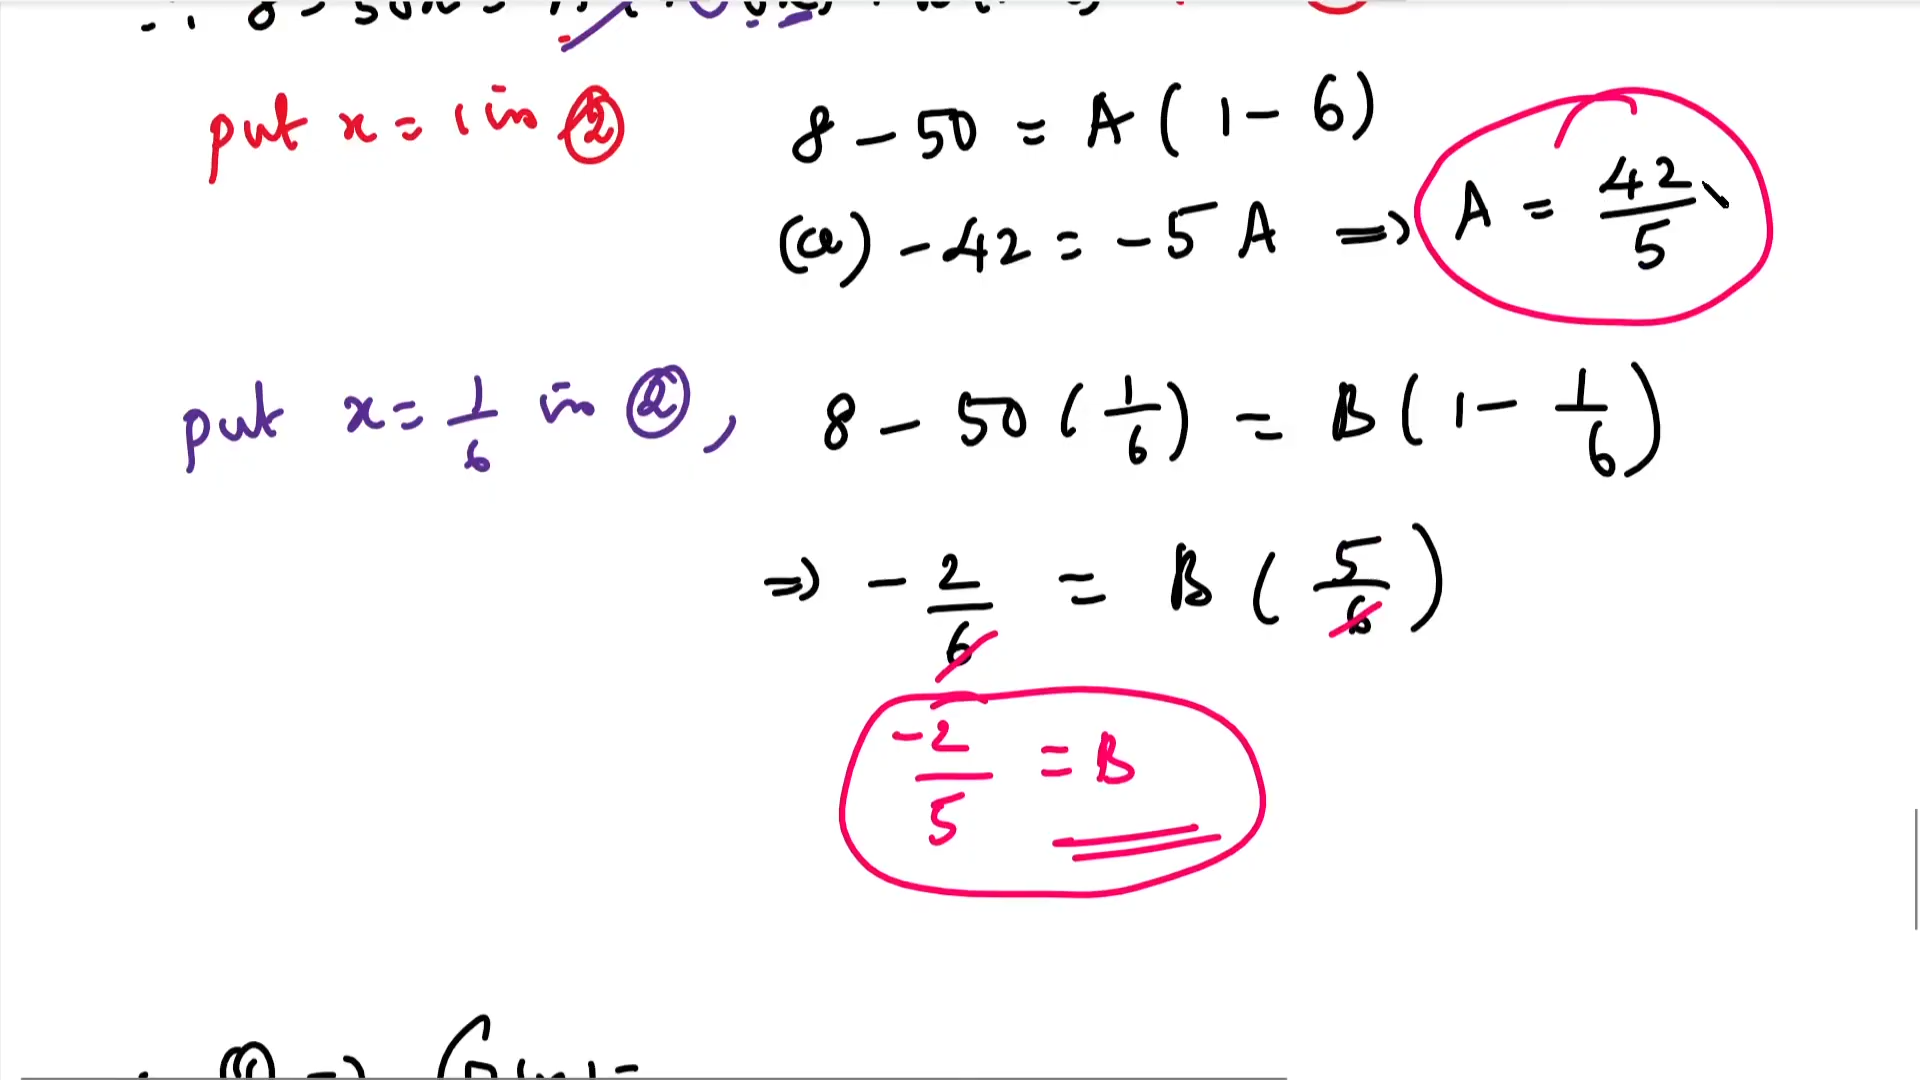 put x = 1 in ②
8 - 50 = A ( 1 - 6 )
(ie) - 42 = - 5 A ⇒ A = 42/5
put x = 1/6 in ②, 8 - 50 ( 1/6 ) = B ( 1 - 1/6 )
⇒ - 2/6 = B ( 5/6 )
-2/5 = B